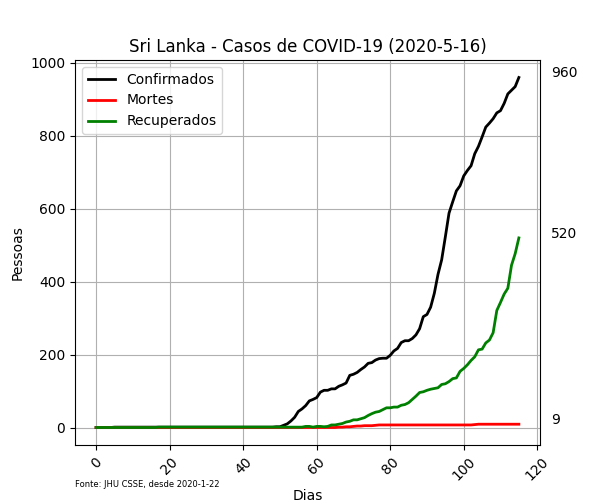 Sri Lanka - Casos de COVID-19 (2020-5-16)
Confirmados
Mortes
Recuperados
Pessoas
1000
800
600
400
200
0
960
520
9
0
20
40
60
80
100
120
Fonte: JHU CSSE, desde 2020-1-22
Dias